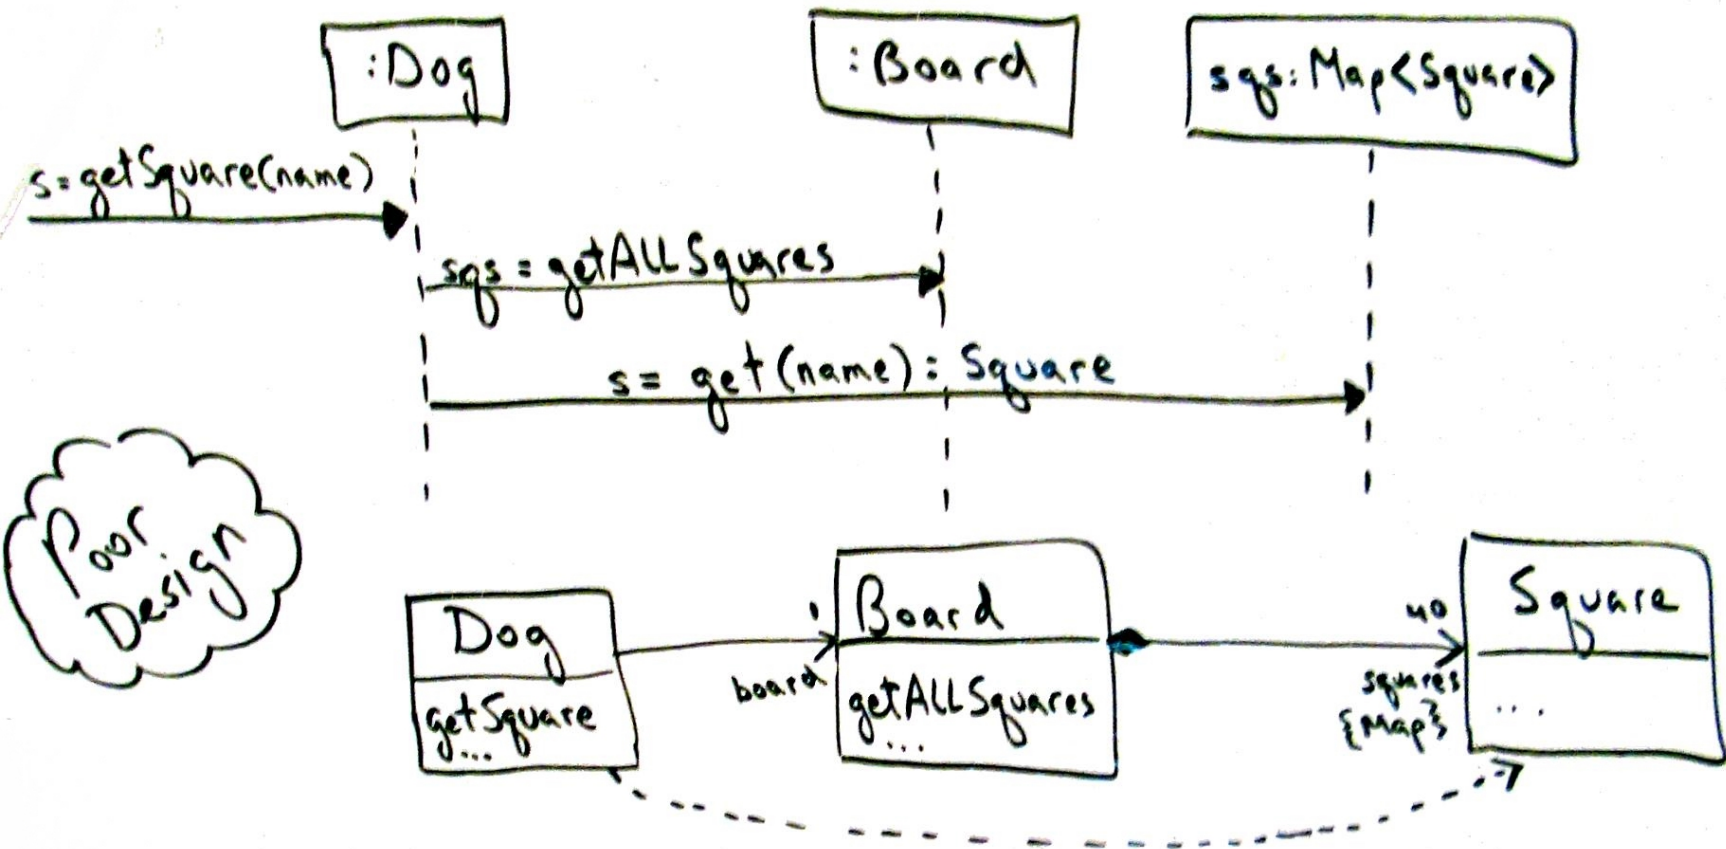 :Dog
:Board
sqs:Map<Square>
s=getSquare(name)
sqs = getALLSquares
s= get(name): Square
Poor
Design
Dog
getSquare
...
1
board
Board
getALLSquares
...
40
squares
{Map}
Square
...